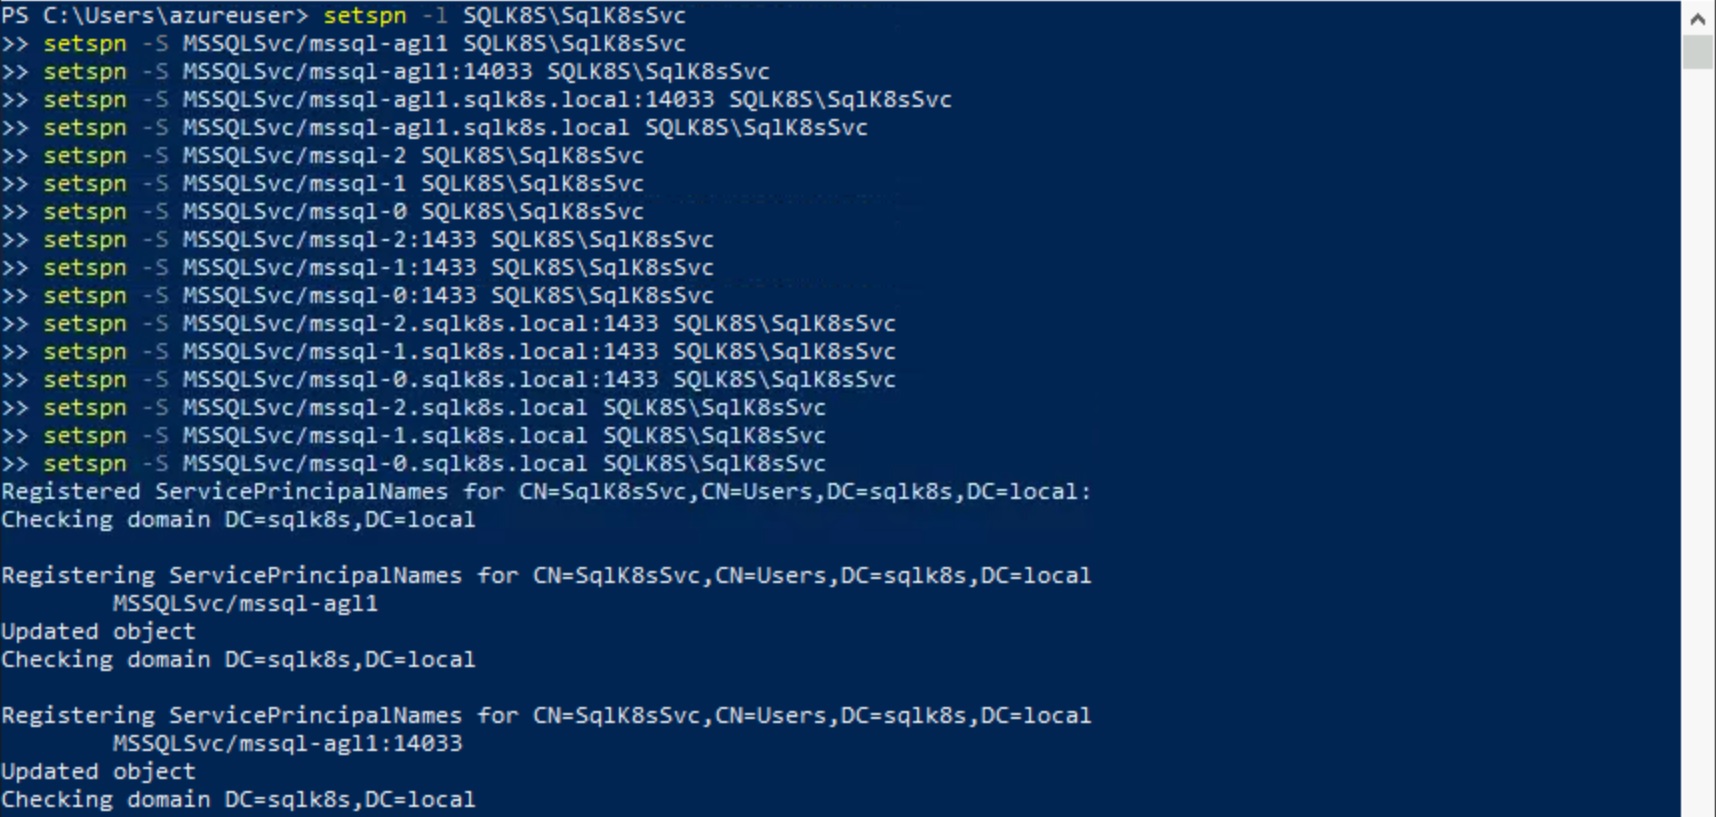 PS C:\Users\azureuser> setspn -l SQLK8S\SqlK8sSvc
>> setspn -S MSSQLSvc/mssql-agl1 SQLK8S\SqlK8sSvc
>> setspn -S MSSQLSvc/mssql-agl1:14033 SQLK8S\SqlK8sSvc
>> setspn -S MSSQLSvc/mssql-agl1.sqlk8s.local:14033 SQLK8S\SqlK8sSvc
>> setspn -S MSSQLSvc/mssql-agl1.sqlk8s.local SQLK8S\SqlK8sSvc
>> setspn -S MSSQLSvc/mssql-2 SQLK8S\SqlK8sSvc
>> setspn -S MSSQLSvc/mssql-1 SQLK8S\SqlK8sSvc
>> setspn -S MSSQLSvc/mssql-0 SQLK8S\SqlK8sSvc
>> setspn -S MSSQLSvc/mssql-2:1433 SQLK8S\SqlK8sSvc
>> setspn -S MSSQLSvc/mssql-1:1433 SQLK8S\SqlK8sSvc
>> setspn -S MSSQLSvc/mssql-0:1433 SQLK8S\SqlK8sSvc
>> setspn -S MSSQLSvc/mssql-2.sqlk8s.local:1433 SQLK8S\SqlK8sSvc
>> setspn -S MSSQLSvc/mssql-1.sqlk8s.local:1433 SQLK8S\SqlK8sSvc
>> setspn -S MSSQLSvc/mssql-0.sqlk8s.local:1433 SQLK8S\SqlK8sSvc
>> setspn -S MSSQLSvc/mssql-2.sqlk8s.local SQLK8S\SqlK8sSvc
>> setspn -S MSSQLSvc/mssql-1.sqlk8s.local SQLK8S\SqlK8sSvc
>> setspn -S MSSQLSvc/mssql-0.sqlk8s.local SQLK8S\SqlK8sSvc
Registered ServicePrincipalNames for CN=SqlK8sSvc,CN=Users,DC=sqlk8s,DC=local:
Checking domain DC=sqlk8s,DC=local
Registering ServicePrincipalNames for CN=SqlK8sSvc,CN=Users,DC=sqlk8s,DC=local
MSSQLSvc/mssql-agl1
Updated object
Checking domain DC=sqlk8s,DC=local
Registering ServicePrincipalNames for CN=SqlK8sSvc,CN=Users,DC=sqlk8s,DC=local
MSSQLSvc/mssql-agl1:14033
Updated object
Checking domain DC=sqlk8s,DC=local